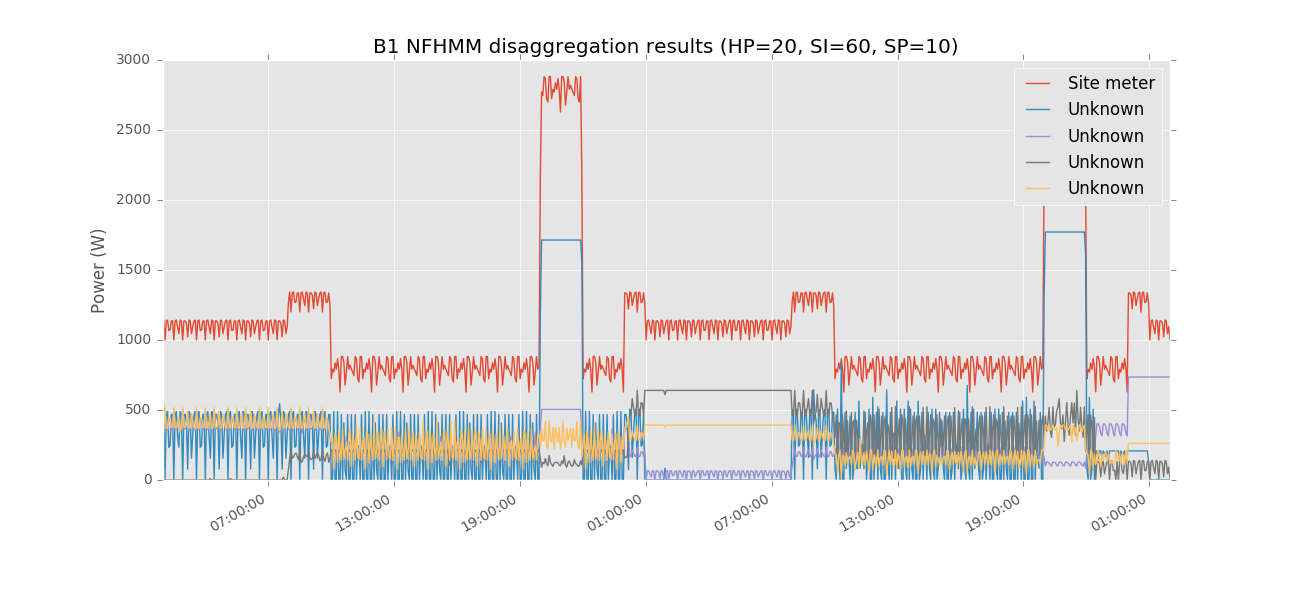 B1 NFHMM disaggregation results (HP=20, SI=60, SP=10)
3000
2500
2000
1500
1000
500
0
Power (W)
Site meter
Unknown
Unknown
Unknown
Unknown
07:00:00
13:00:00
19:00:00
01:00:00
07:00:00
13:00:00
19:00:00
01:00:00